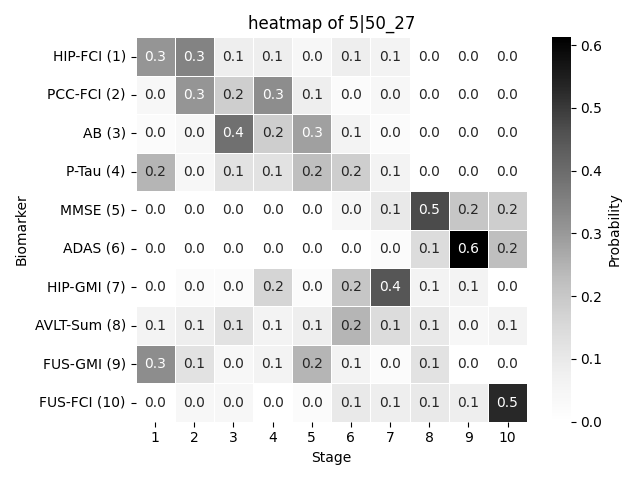 heatmap of 5|50_27
HIP-FCI (1) 0.3 0.3 0.1 0.1 0.0 0.1 0.1 0.0 0.0 0.0
PCC-FCI (2) 0.0 0.3 0.2 0.3 0.1 0.0 0.0 0.0 0.0 0.0
AB (3) 0.0 0.0 0.4 0.2 0.3 0.1 0.0 0.0 0.0 0.0
P-Tau (4) 0.2 0.0 0.1 0.1 0.2 0.2 0.1 0.0 0.0 0.0
MMSE (5) 0.0 0.0 0.0 0.0 0.0 0.0 0.1 0.5 0.2 0.2
ADAS (6) 0.0 0.0 0.0 0.0 0.0 0.0 0.0 0.1 0.6 0.2
HIP-GMI (7) 0.0 0.0 0.0 0.2 0.0 0.2 0.4 0.1 0.1 0.0
AVLT-Sum (8) 0.1 0.1 0.1 0.1 0.1 0.2 0.1 0.1 0.0 0.1
FUS-GMI (9) 0.3 0.1 0.0 0.1 0.2 0.1 0.0 0.1 0.0 0.0
FUS-FCI (10) 0.0 0.0 0.0 0.0 0.0 0.1 0.1 0.1 0.1 0.5
1 2 3 4 5 6 7 8 9 10
Stage
Biomarker
0.6
0.5
0.4
0.3
0.2
0.1
0.0
Probability